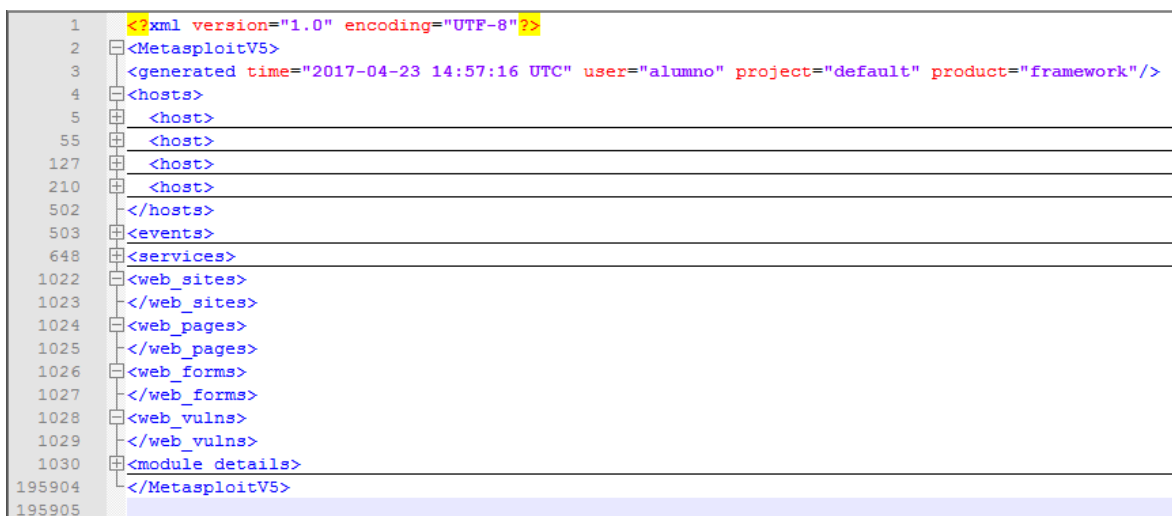 1 <?xml version="1.0" encoding="UTF-8"?>
2 <MetasploitV5>
3 <generated time="2017-04-23 14:57:16 UTC" user="alumno" project="default" product="framework"/>
4 <hosts>
5 <host>
55 <host>
127 <host>
210 <host>
502 </hosts>
503 <events>
648 <services>
1022 <web_sites>
1023 </web_sites>
1024 <web_pages>
1025 </web_pages>
1026 <web_forms>
1027 </web_forms>
1028 <web_vulns>
1029 </web_vulns>
1030 <module_details>
195904 </MetasploitV5>
195905